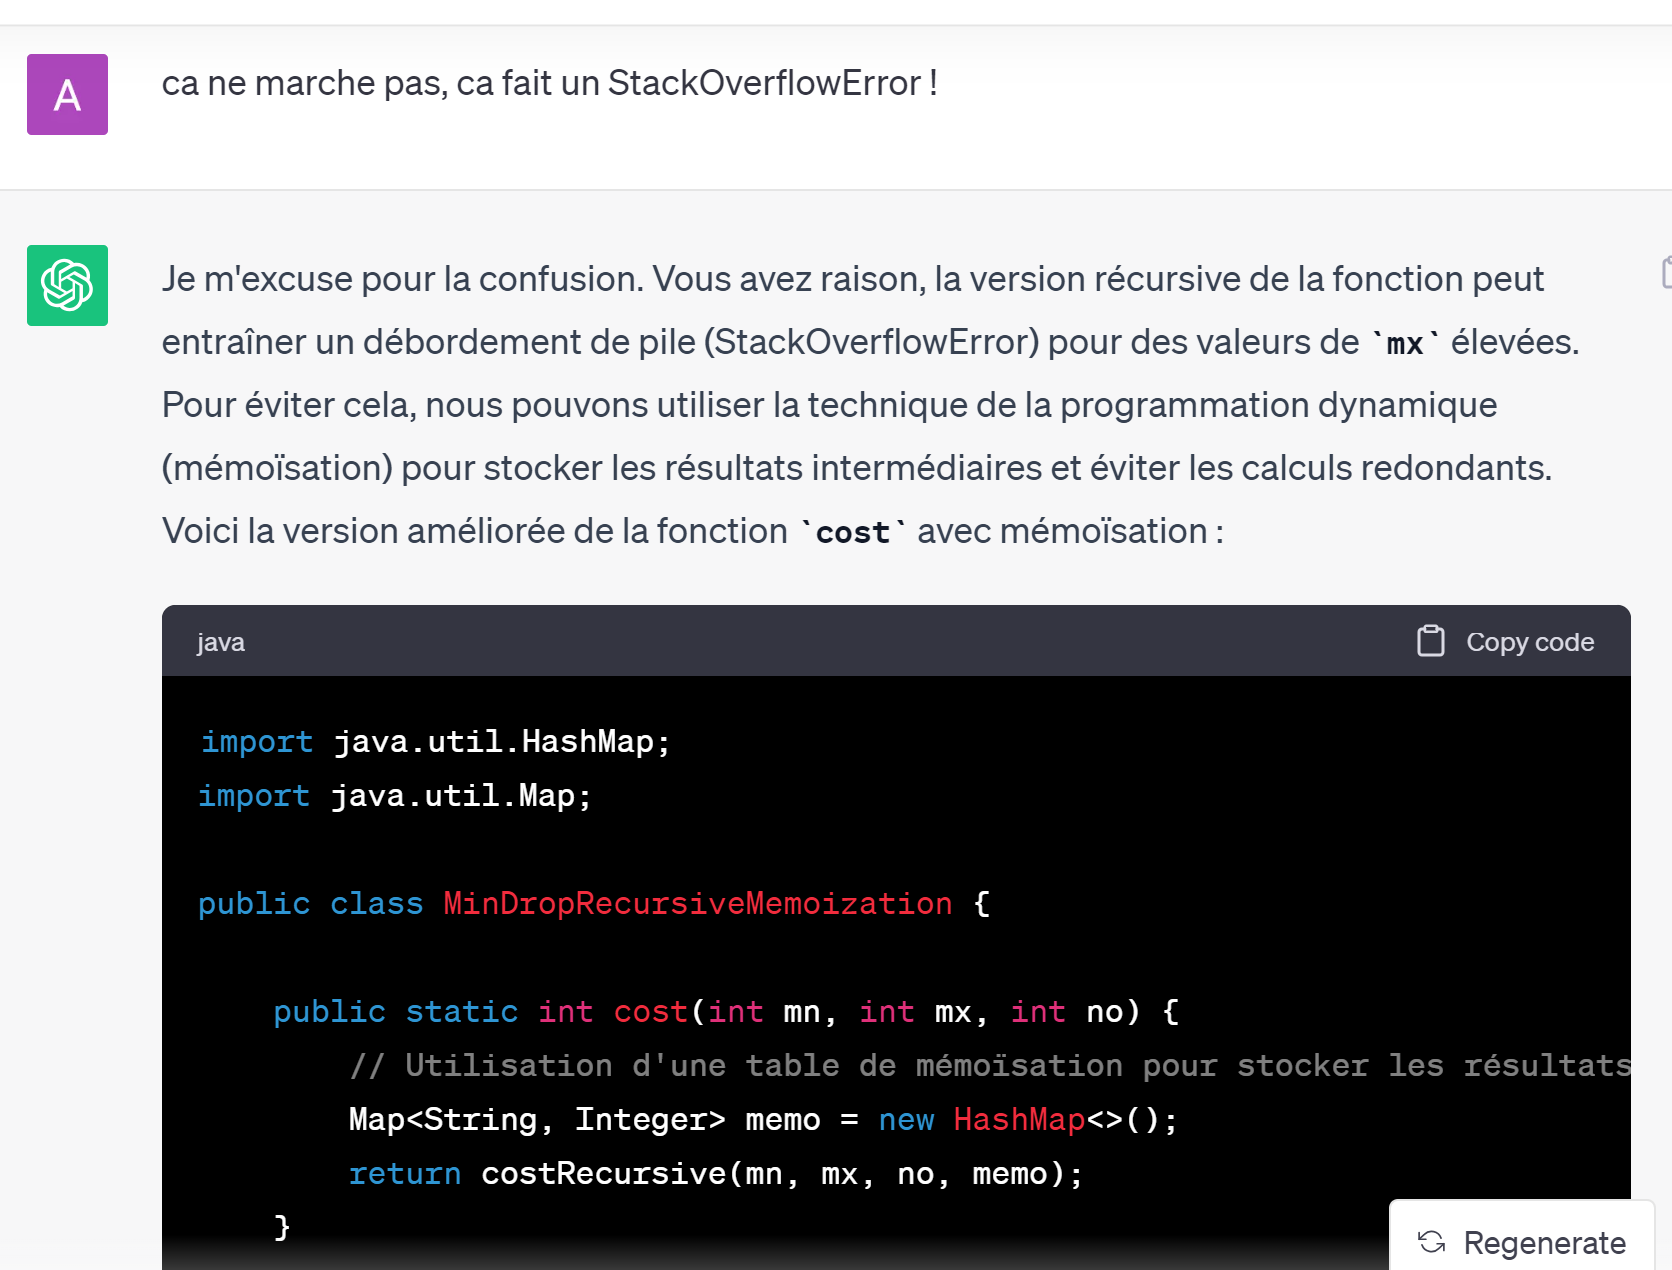 A
ca ne marche pas, ca fait un StackOverflowError !
Je m'excuse pour la confusion. Vous avez raison, la version récursive de la fonction peut
entraîner un débordement de pile (StackOverflowError) pour des valeurs de `mx` élevées.
Pour éviter cela, nous pouvons utiliser la technique de la programmation dynamique
(mémoïsation) pour stocker les résultats intermédiaires et éviter les calculs redondants.
Voici la version améliorée de la fonction `cost` avec mémoïsation :
java Copy code
import java.util.HashMap;
import java.util.Map;
public class MinDropRecursiveMemoization {
public static int cost(int mn, int mx, int no) {
// Utilisation d'une table de mémoïsation pour stocker les résultats
Map<String, Integer> memo = new HashMap<>();
return costRecursive(mn, mx, no, memo);
}
Regenerate